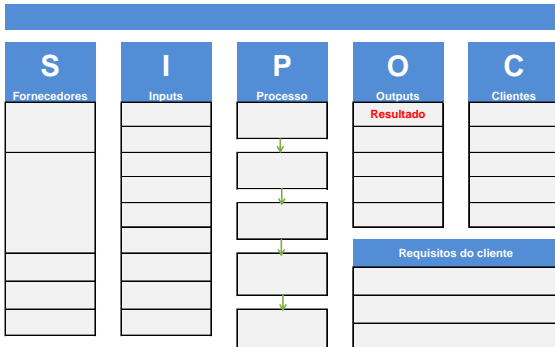 S I P O C
Fornecedores Inputs Processo Outputs Clientes
Resultado
Requisitos do cliente